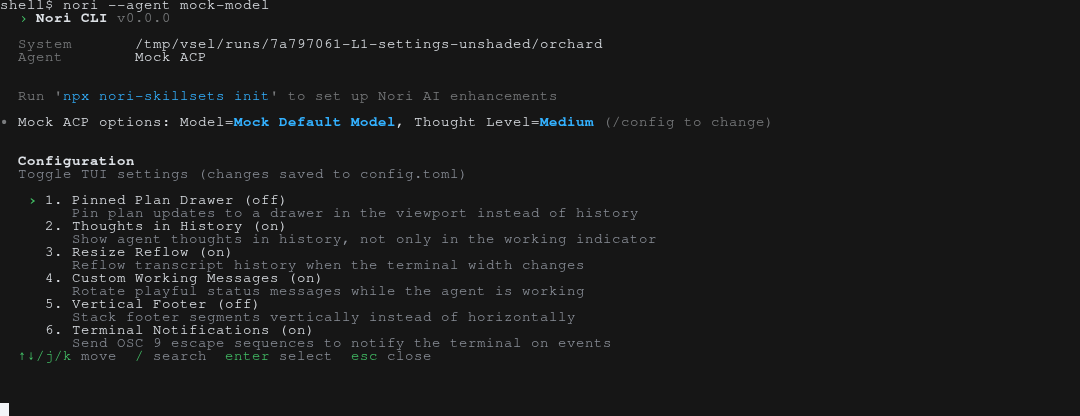 shell$ nori --agent mock-model
› Nori CLI v0.0.0
System /tmp/vsel/runs/7a797061-L1-settings-unshaded/orchard
Agent Mock ACP
Run 'npx nori-skillsets init' to set up Nori AI enhancements
• Mock ACP options: Model=Mock Default Model, Thought Level=Medium (/config to change)
Configuration
Toggle TUI settings (changes saved to config.toml)
› 1. Pinned Plan Drawer (off)
Pin plan updates to a drawer in the viewport instead of history
2. Thoughts in History (on)
Show agent thoughts in history, not only in the working indicator
3. Resize Reflow (on)
Reflow transcript history when the terminal width changes
4. Custom Working Messages (on)
Rotate playful status messages while the agent is working
5. Vertical Footer (off)
Stack footer segments vertically instead of horizontally
6. Terminal Notifications (on)
Send OSC 9 escape sequences to notify the terminal on events
↑↓/j/k move / search enter select esc close